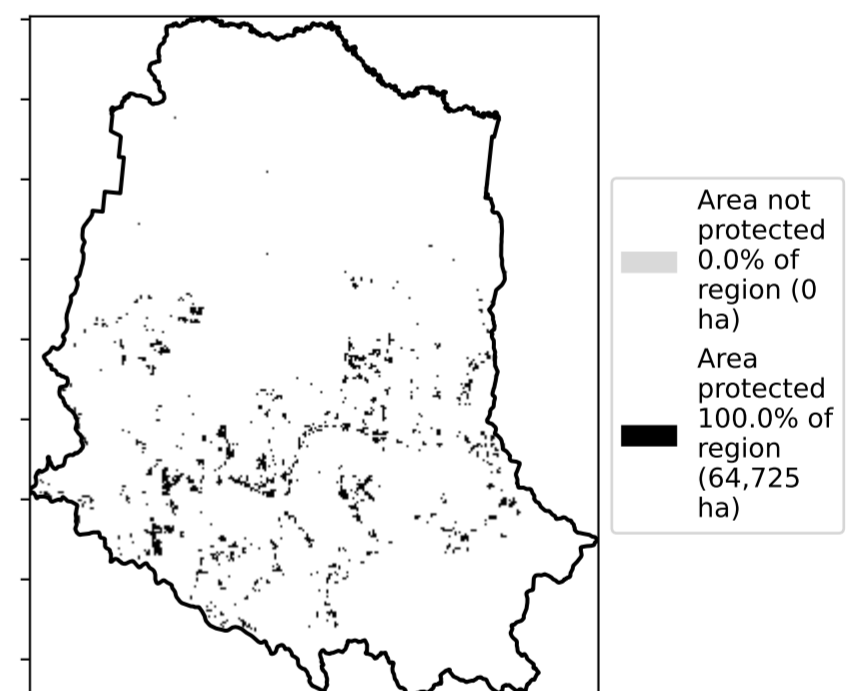 Area not
protected
0.0% of
region (0
ha)
Area
protected
100.0% of
region
(64,725
ha)